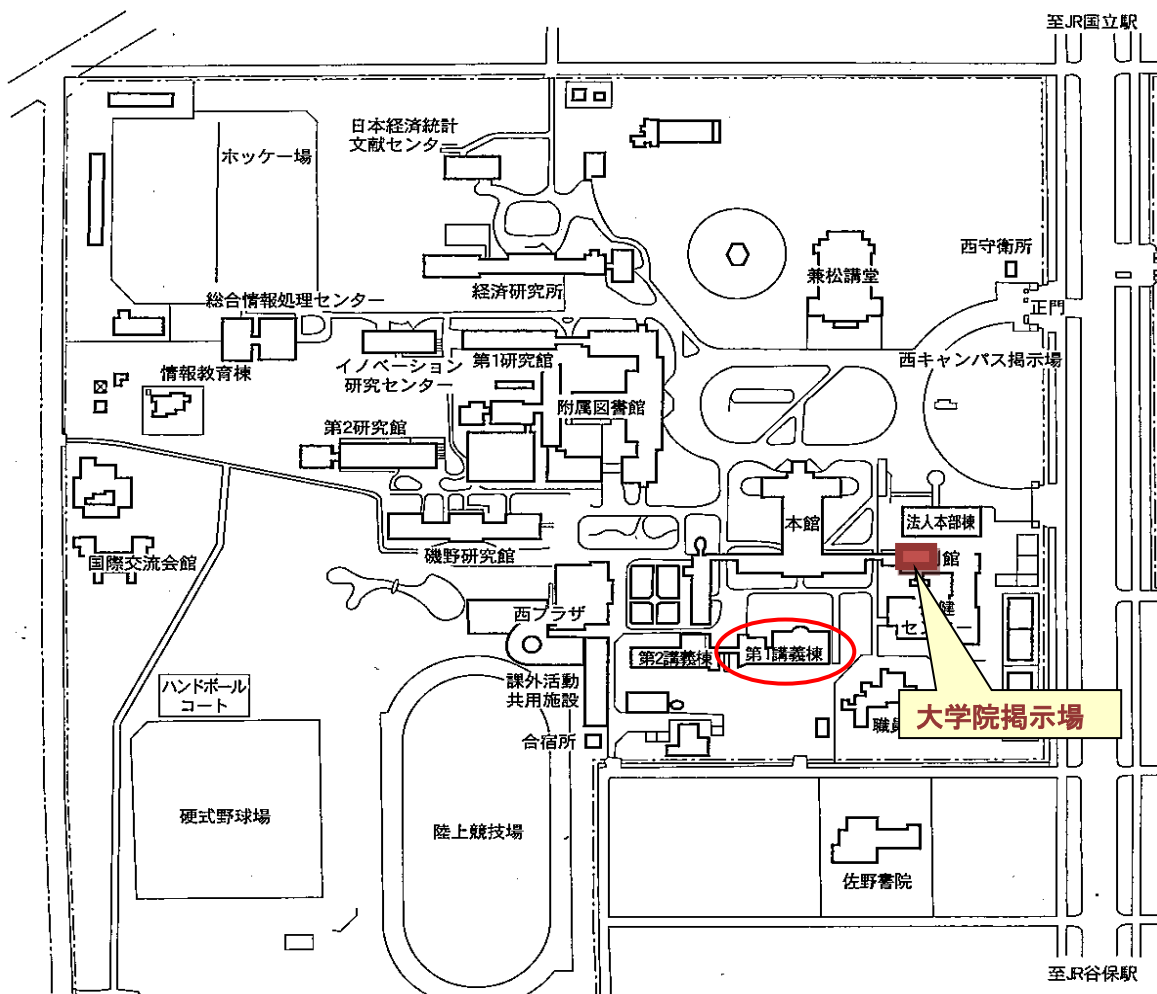 至JR国立駅
日本経済統計
文献センター
ホッケー場
西守衛所
兼松講堂
経済研究所
総合情報処理センター
正門
第1研究館
西キャンパス掲示場
イノベーション
研究センター
情報教育棟
附属図書館
第2研究館
本館
法人本部棟
磯野研究館
国際交流会館
館
健
センター
西プラザ
第2講義棟
第1講義棟
課外活動
共用施設
ハンドボール
コート
大学院掲示場
職員
合宿所
硬式野球場
陸上競技場
佐野書院
至JR谷保駅